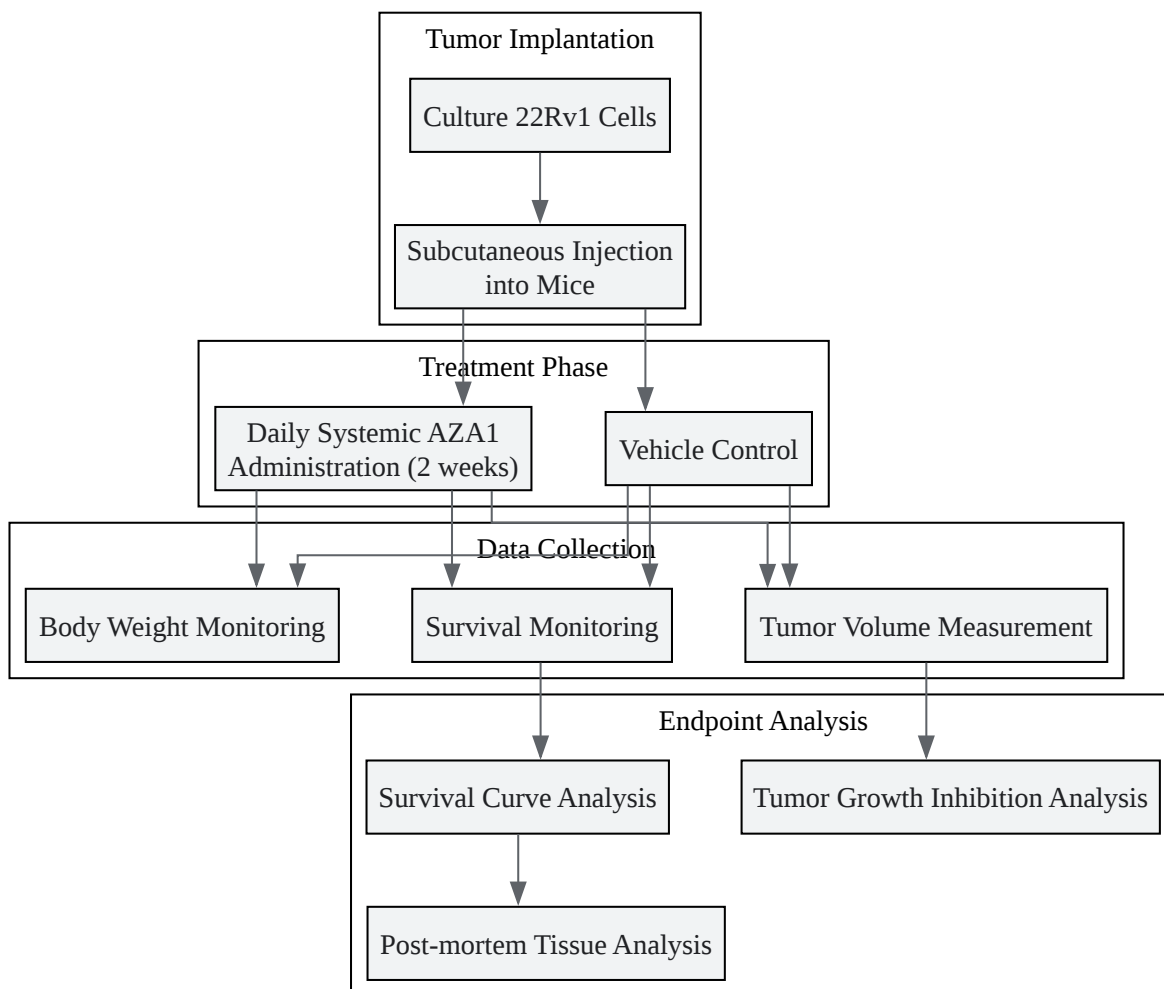 Tumor Implantation
Culture 22Rv1 Cells
Subcutaneous Injection
into Mice
Treatment Phase
Daily Systemic AZA1
Administration (2 weeks)
Vehicle Control
Data Collection
Body Weight Monitoring
Survival Monitoring
Tumor Volume Measurement
Endpoint Analysis
Survival Curve Analysis
Tumor Growth Inhibition Analysis
Post-mortem Tissue Analysis